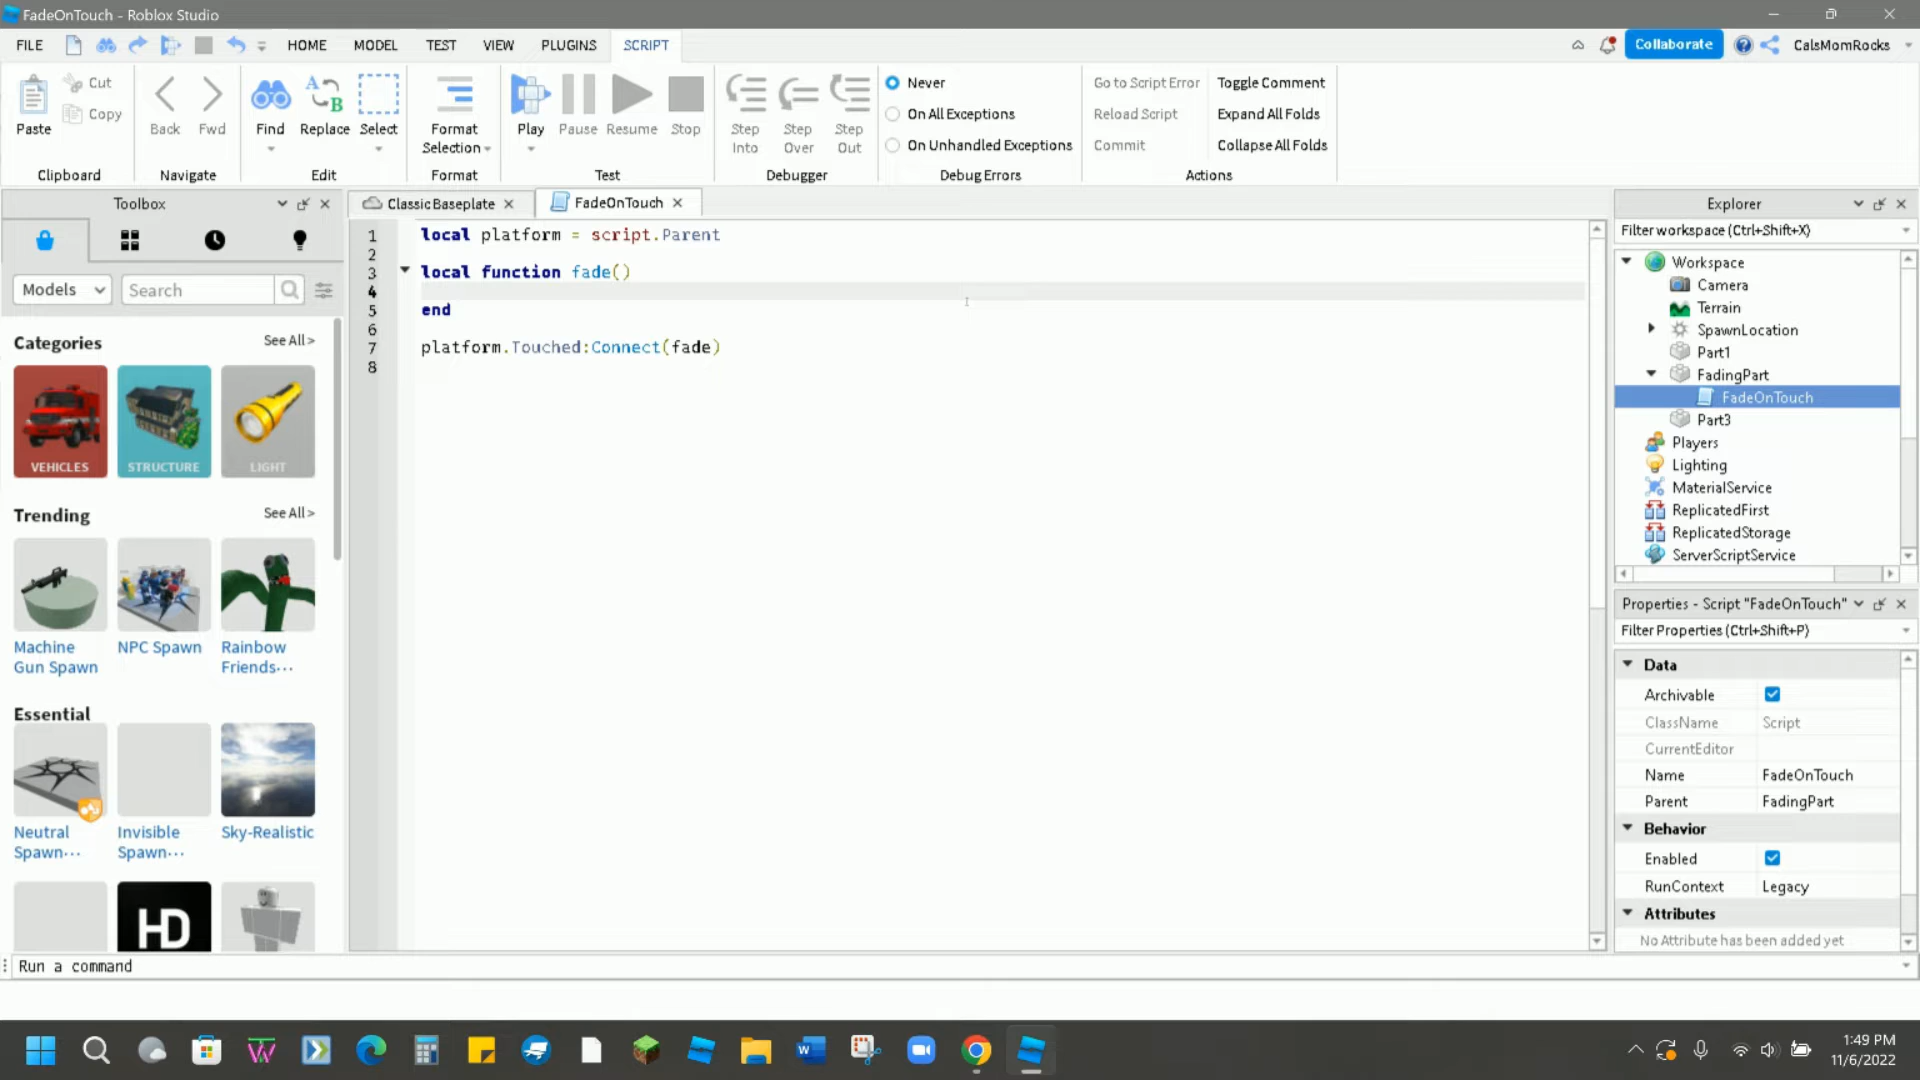 FadeOnTouch - Roblox Studio
FILE HOME MODEL TEST VIEW PLUGINS SCRIPT Collaborate CalsMomRocks
Paste Cut Copy Back Fwd Find Replace Select Format Selection Play Pause Resume Stop Step Into Step Over Step Out
Never
On All Exceptions
On Unhandled Exceptions
Go to Script Error Toggle Comment
Reload Script Expand All Folds
Commit Collapse All Folds
Clipboard Navigate Edit Format Test Debugger Debug Errors Actions
Toolbox
Models Search
Categories See All >
VEHICLES STRUCTURE LIGHT
Trending See All >
Machine Gun Spawn
NPC Spawn
Rainbow Friends...
Essential
Neutral Spawn...
Invisible Spawn...
Sky-Realistic
HD
ClassicBaseplate FadeOnTouch
1 local platform = script.Parent
2
3 local function fade()
4
5 end
6
7 platform.Touched:Connect(fade)
8
Explorer
Filter workspace (Ctrl+Shift+X)
Workspace
Camera
Terrain
SpawnLocation
Part1
FadingPart
FadeOnTouch
Part3
Players
Lighting
MaterialService
ReplicatedFirst
ReplicatedStorage
ServerScriptService
Properties - Script "FadeOnTouch"
Filter Properties (Ctrl+Shift+P)
Data
Archivable
ClassName Script
CurrentEditor
Name FadeOnTouch
Parent FadingPart
Behavior
Enabled
RunContext Legacy
Attributes
No Attribute has been added yet
Run a command
1:49 PM
11/6/2022